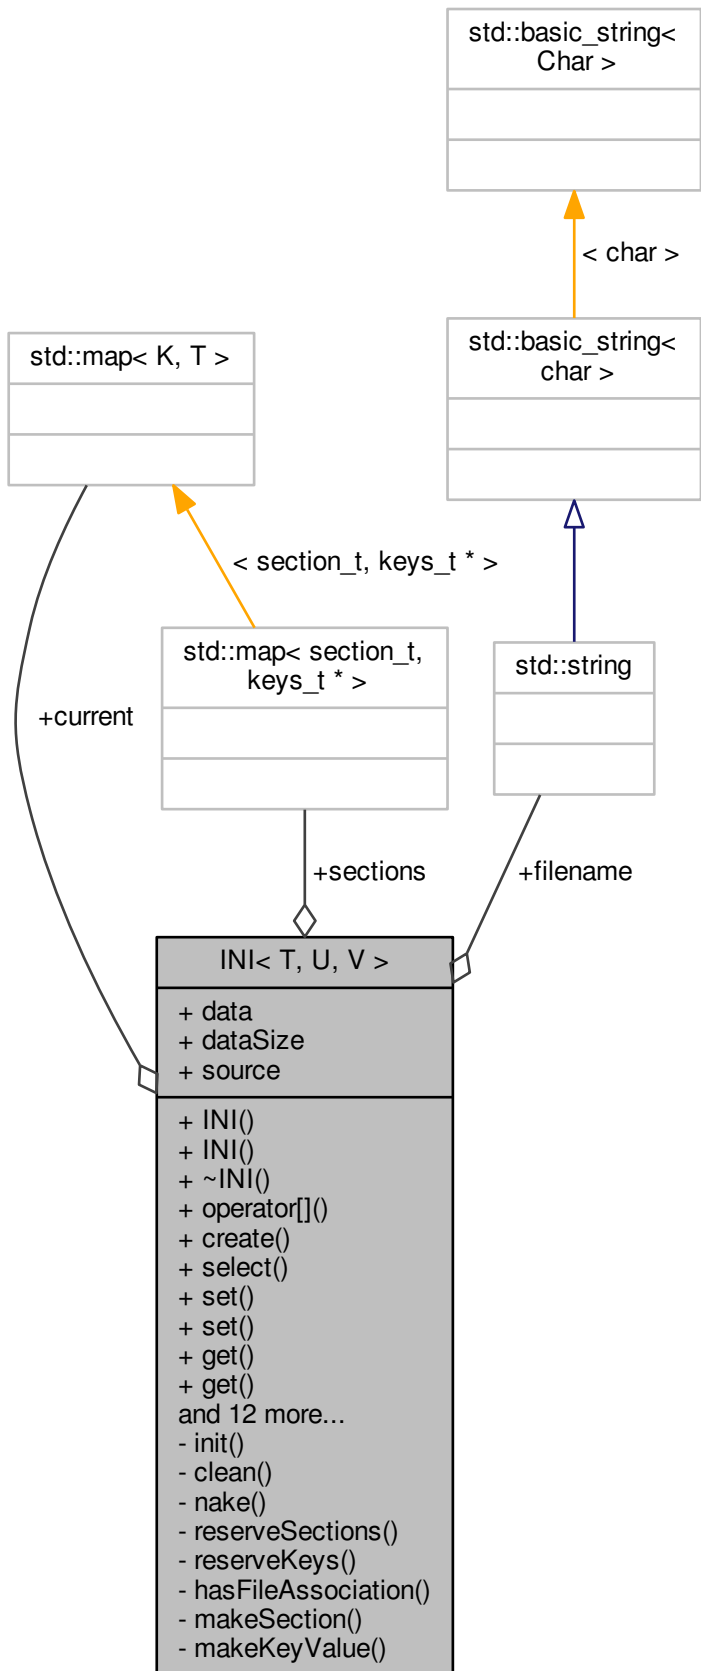 std::basic_string<
Char >
< char >
std::basic_string<
char >
std::map< K, T >
< section_t, keys_t * >
std::map< section_t,
keys_t * >
std::string
+current
+sections
+filename
INI< T, U, V >
+ data
+ dataSize
+ source
+ INI()
+ INI()
+ ~INI()
+ operator[]()
+ create()
+ select()
+ set()
+ set()
+ get()
+ get()
and 12 more...
- init()
- clean()
- nake()
- reserveSections()
- reserveKeys()
- hasFileAssociation()
- makeSection()
- makeKeyValue()